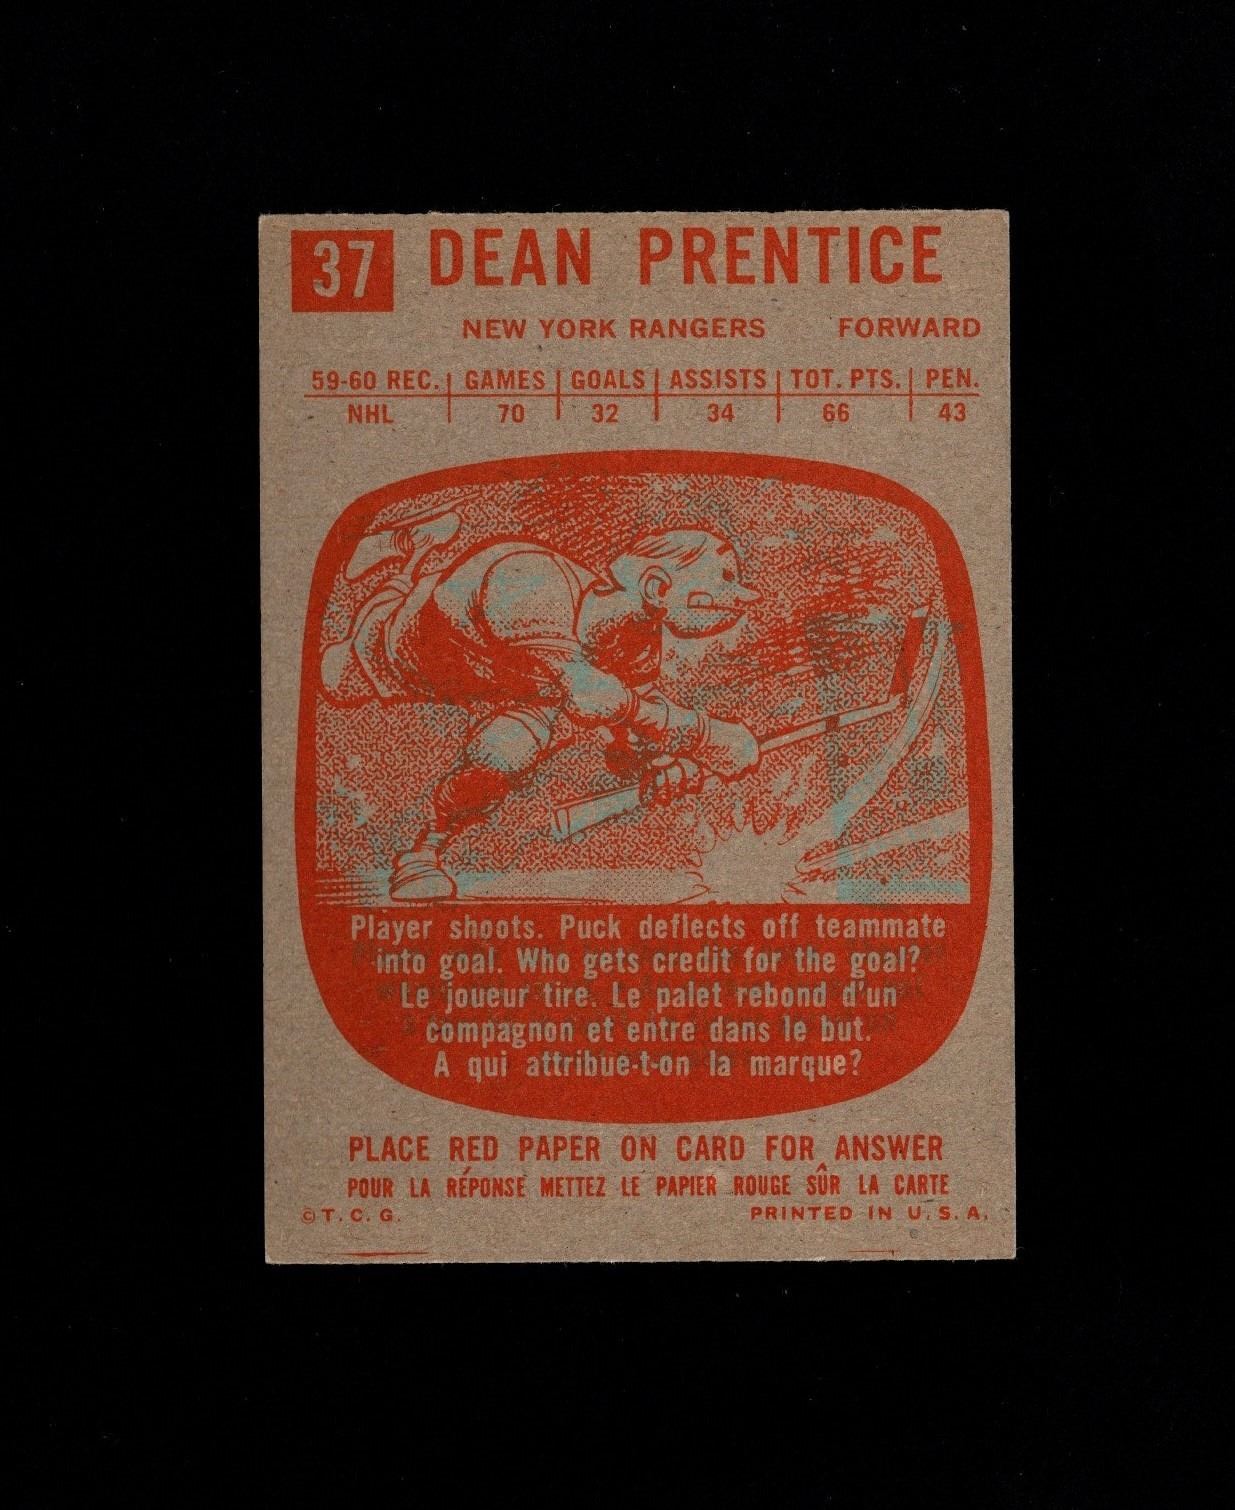 37 DEAN PRENTICE
NEW YORK RANGERS FORWARD
59-60 REC. GAMES GOALS ASSISTS TOT. PTS. PEN.
NHL 70 32 34 66 43
Player shoots. Puck deflects off teammate
into goal. Who gets credit for the goal?
Le joueur tire. Le palet rebond d'un
compagnon et entre dans le but.
A qui attribue-t-on la marque?
PLACE RED PAPER ON CARD FOR ANSWER
POUR LA RÉPONSE METTEZ LE PAPIER ROUGE SÛR LA CARTE
© T. C. G. PRINTED IN U. S. A.